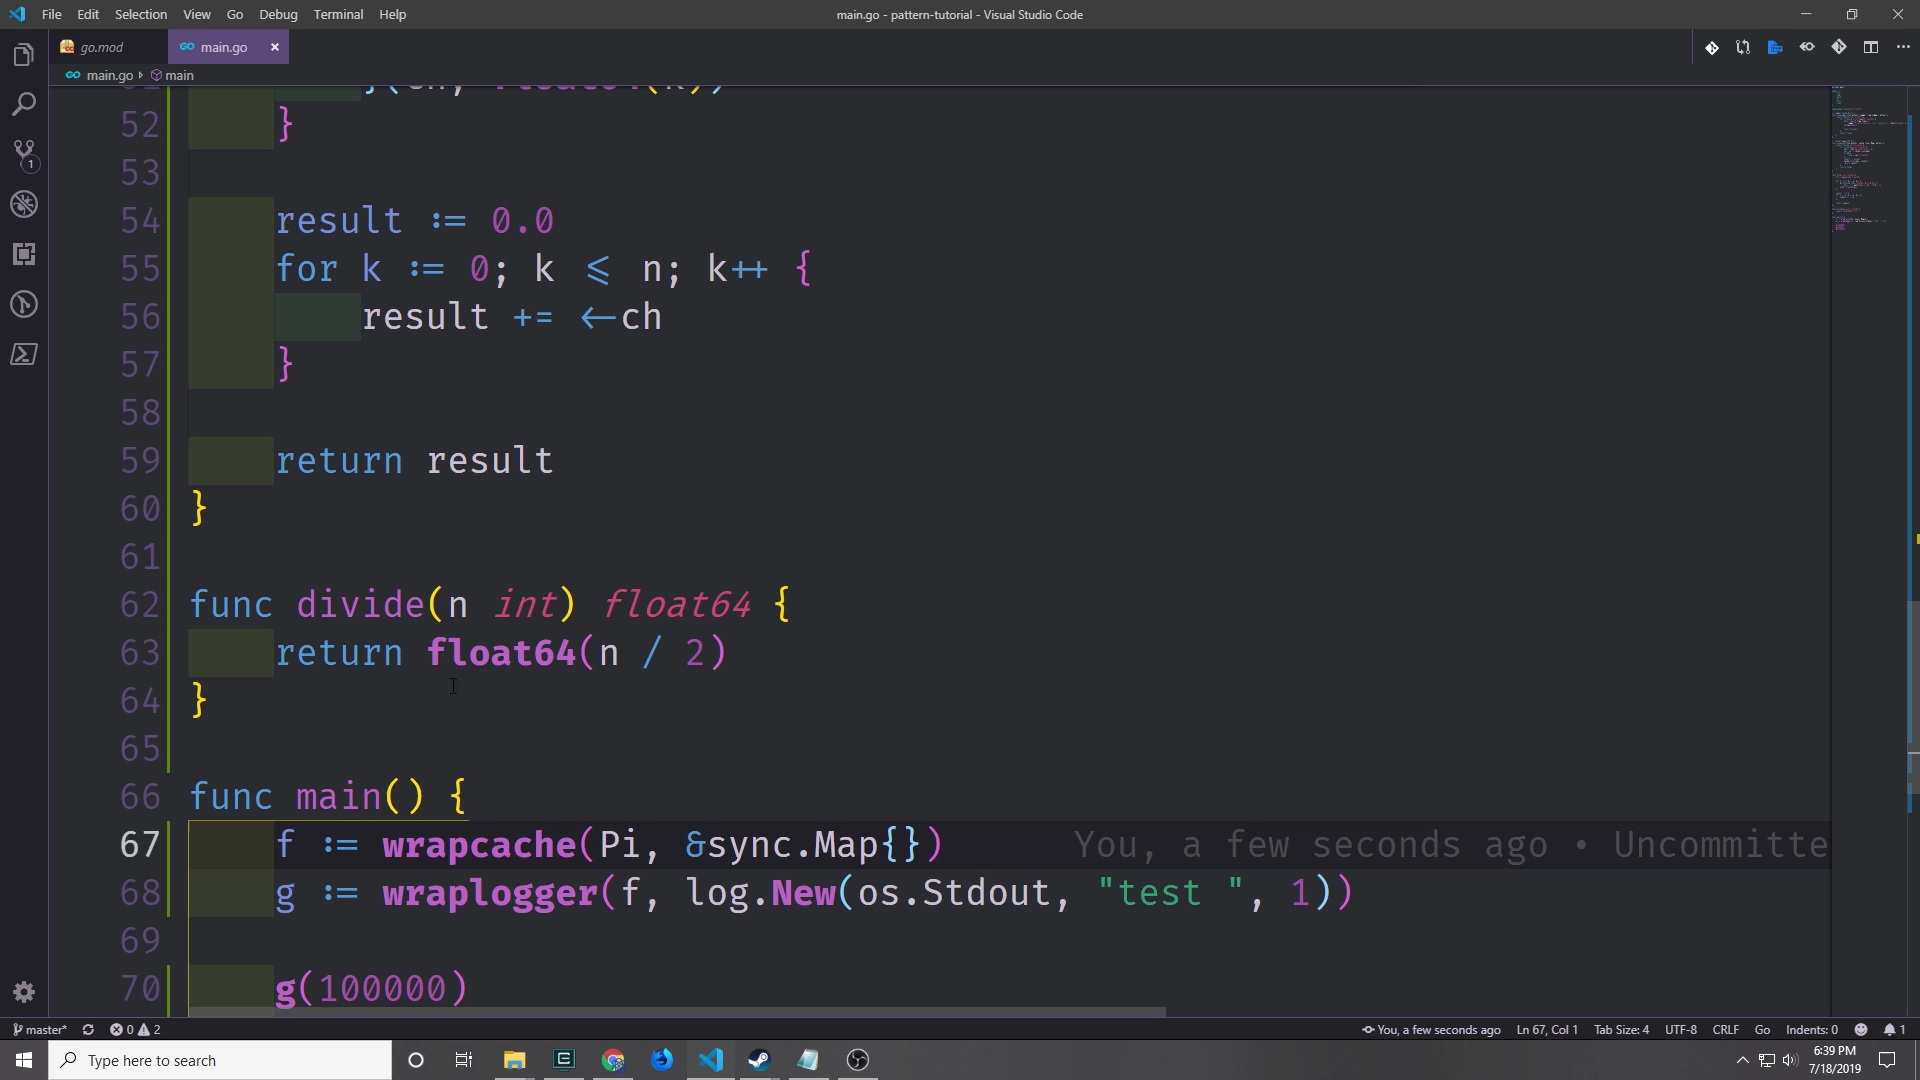 File Edit Selection View Go Debug Terminal Help
main.go - pattern-tutorial - Visual Studio Code
go.mod
GO main.go ×
GO main.go main
52 }
53
54 result := 0.0
55 for k := 0; k <= n; k++ {
56 result += <-ch
57 }
58
59 return result
60 }
61
62 func divide(n int) float64 {
63 return float64(n / 2)
64 }
65
66 func main() {
67 f := wrapcache(Pi, &sync.Map{}) You, a few seconds ago • Uncommitte
68 g := wraplogger(f, log.New(os.Stdout, "test ", 1))
69
70 g(100000)
1
master* 0 2
You, a few seconds ago Ln 67, Col 1 Tab Size: 4 UTF-8 CRLF Go Indents: 0 1
Type here to search
6:39 PM
7/18/2019